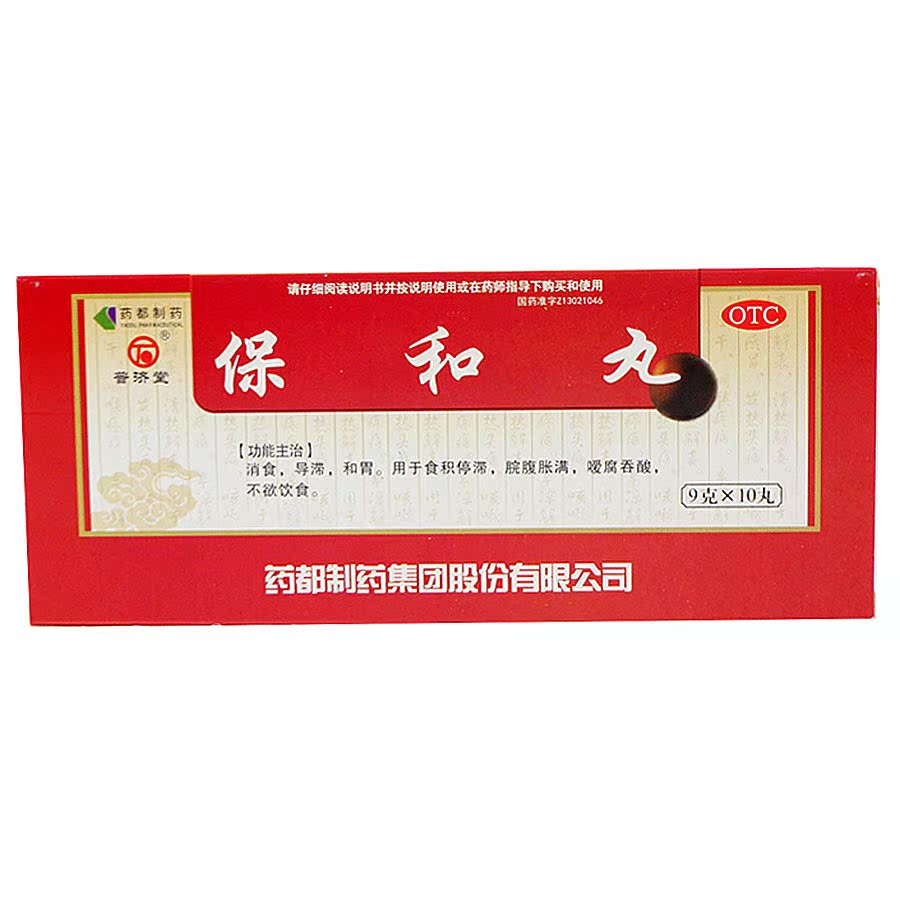 请仔细阅读说明书并按说明使用或在药师指导下购买和使用
国药准字Z13021046
药都制药
YAODU PHARMACEUTICAL
®
普济堂
OTC
保和丸
【功能主治】
消食，导滞，和胃。用于食积停滞，脘腹胀满，嗳腐吞酸，
不欲饮食。
9克×10丸
药都制药集团股份有限公司